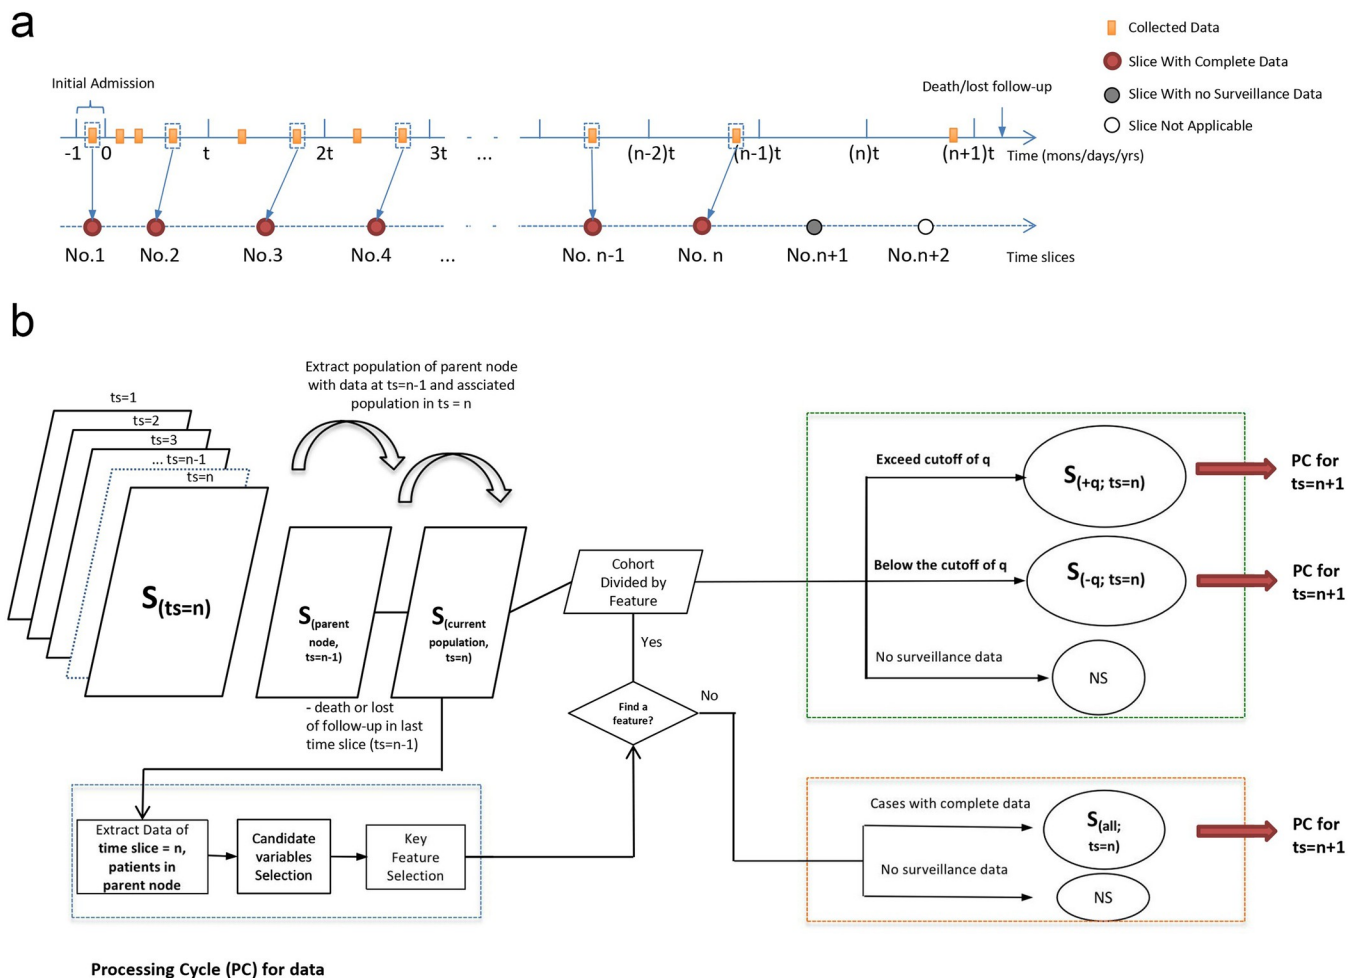 a
Collected Data
Slice With Complete Data
Slice With no Surveillance Data
Slice Not Applicable
Initial Admission
Death/lost follow-up
-1 0 t 2t 3t ... (n-2)t (n-1)t (n)t (n+1)t Time (mons/days/yrs)
No.1 No.2 No.3 No.4 ... No. n-1 No. n No.n+1 No.n+2 Time slices
b
Extract population of parent node
with data at ts=n-1 and assciated
population in ts = n
ts=1
ts=2
ts=3
... ts=n-1
ts=n
S(ts=n)
S(parent
node,
ts=n-1)
S(current
population,
ts=n)
- death or lost
of follow-up in last
time slice (ts=n-1)
Cohort
Divided by
Feature
Yes
Find a
feature?
No
Exceed cutoff of q
S(+q; ts=n)
PC for
ts=n+1
Below the cutoff of q
S(-q; ts=n)
PC for
ts=n+1
No surveillance data
NS
Extract Data of
time slice = n,
patients in
parent node
Candidate
variables
Selection
Key
Feature
Selection
Cases with complete data
S(all;
ts=n)
PC for
ts=n+1
No surveillance data
NS
Processing Cycle (PC) for data